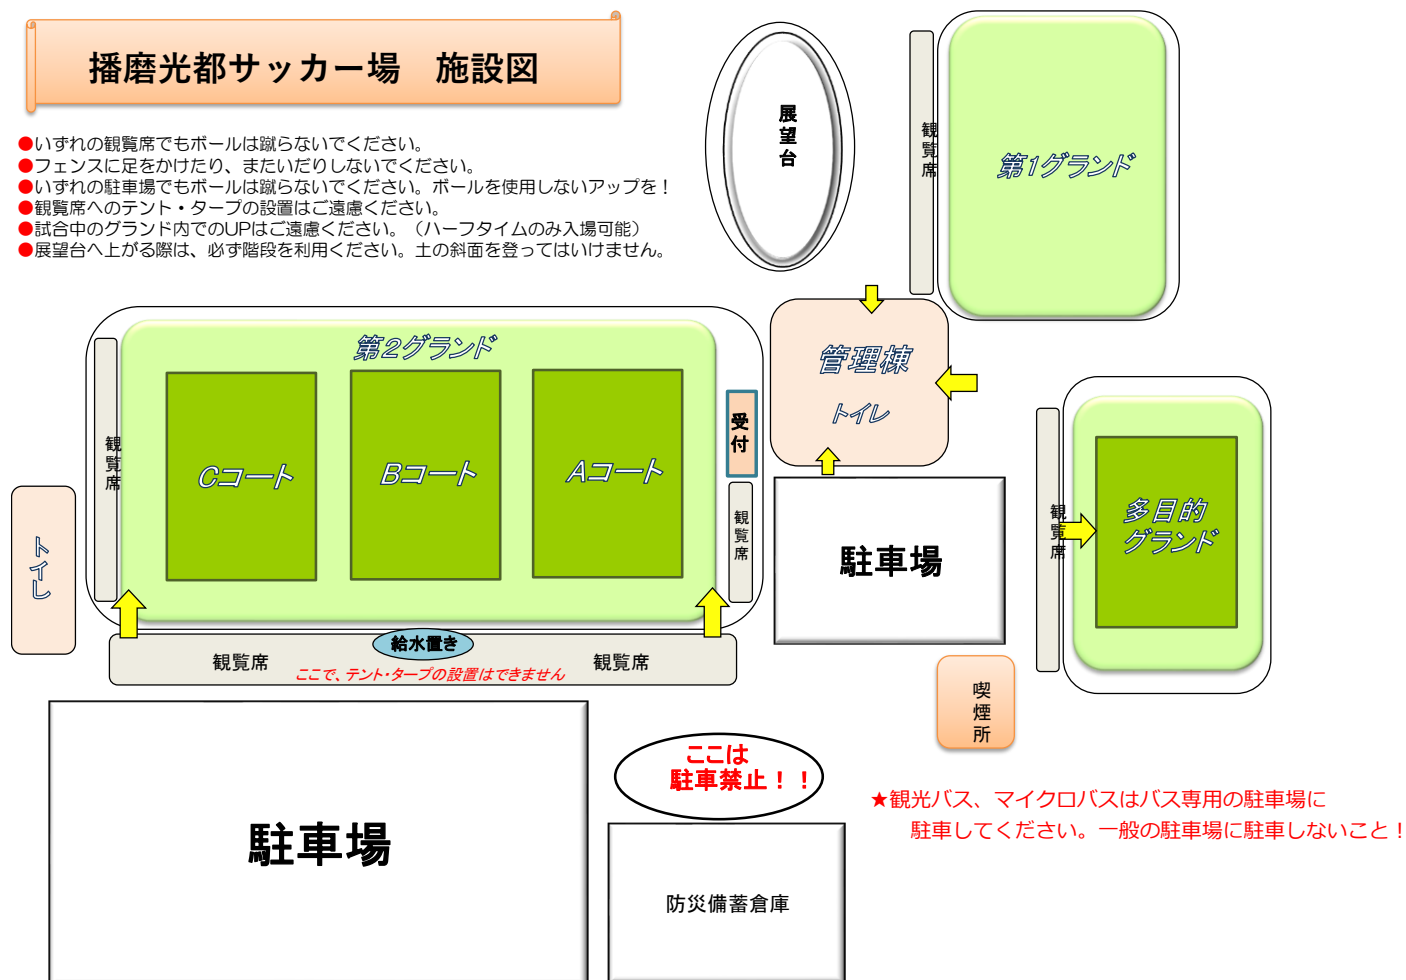 播磨光都サッカー場　施設図
●いずれの観覧席でもボールは蹴らないでください。
●フェンスに足をかけたり、またいだりしないでください。
●いずれの駐車場でもボールは蹴らないでください。ボールを使用しないアップを！
●観覧席へのテント・タープの設置はご遠慮ください。
●試合中のグランド内でのUPはご遠慮ください。（ハーフタイムのみ入場可能）
●展望台へ上がる際は、必ず階段を利用ください。土の斜面を登ってはいけません。
展望台
観覧席
第1グランド
第2グランド
観覧席
Cコート
Bコート
Aコート
受付
観覧席
管理棟
トイレ
トイレ
駐車場
観覧席
多目的
グランド
給水置き
観覧席
観覧席
ここで、テント・タープの設置はできません
喫煙所
駐車場
ここは
駐車禁止！！
防災備蓄倉庫
★観光バス、マイクロバスはバス専用の駐車場に
駐車してください。一般の駐車場に駐車しないこと！